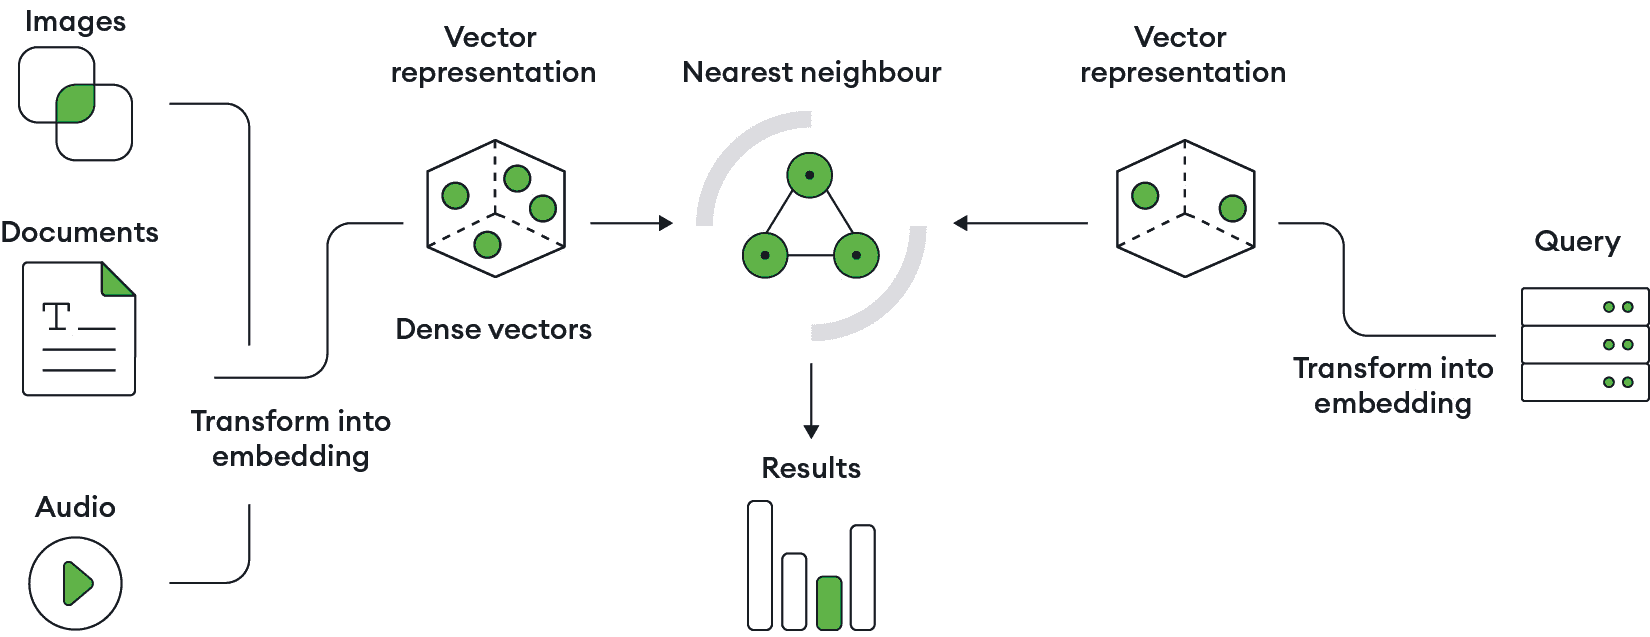 Images
Documents
Audio
Transform into
embedding
Vector
representation
Dense vectors
Nearest neighbour
Results
Vector
representation
Transform into
embedding
Query
T